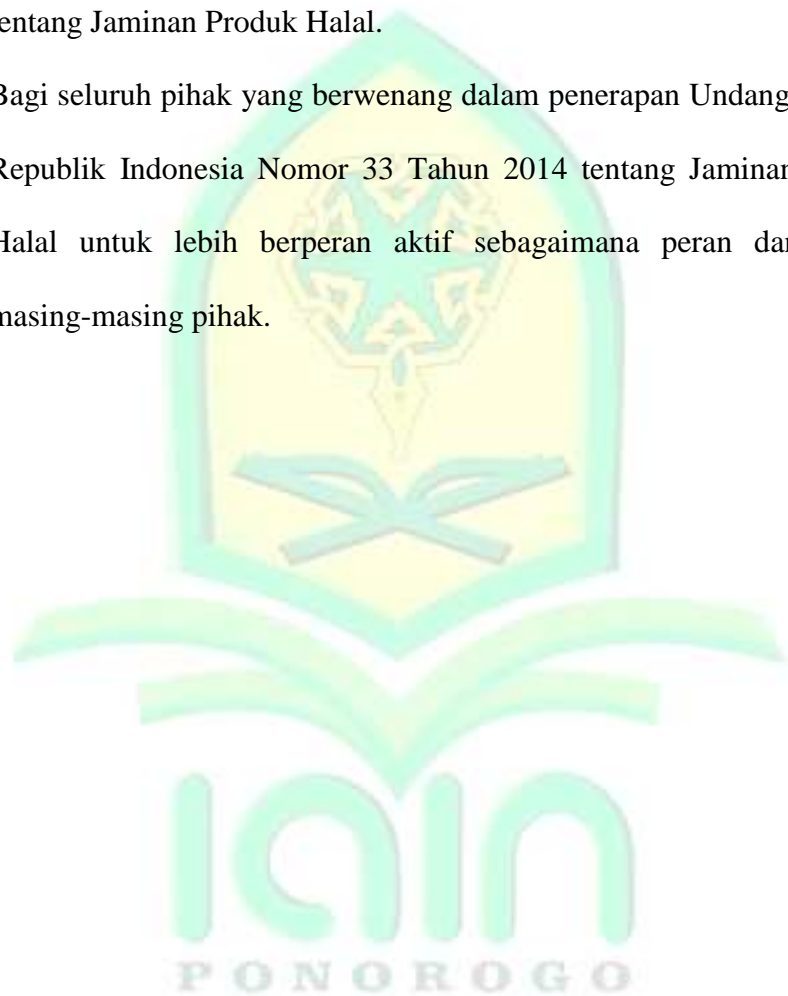 tentang Jaminan Produk Halal.
Bagi seluruh pihak yang berwenang dalam penerapan Undang
Republik Indonesia Nomor 33 Tahun 2014 tentang Jaminan
Halal untuk lebih berperan aktif sebagaimana peran dan
masing-masing pihak.
iain
PONOROGO